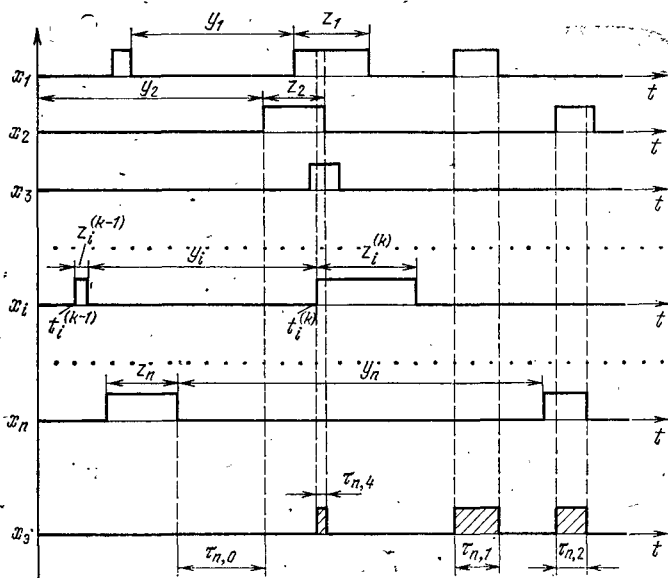 y₁ z₁
x₁ t
y₂ z₂
x₂ t
x₃ t
zᵢ⁽ᵏ⁻¹⁾ yᵢ zᵢ⁽ᵏ⁾
xᵢ t
tᵢ⁽ᵏ⁻¹⁾ tᵢ⁽ᵏ⁾
zₙ yₙ
xₙ t
τₙ,₄
xэ t
τₙ,₀ τₙ,₁ τₙ,₂